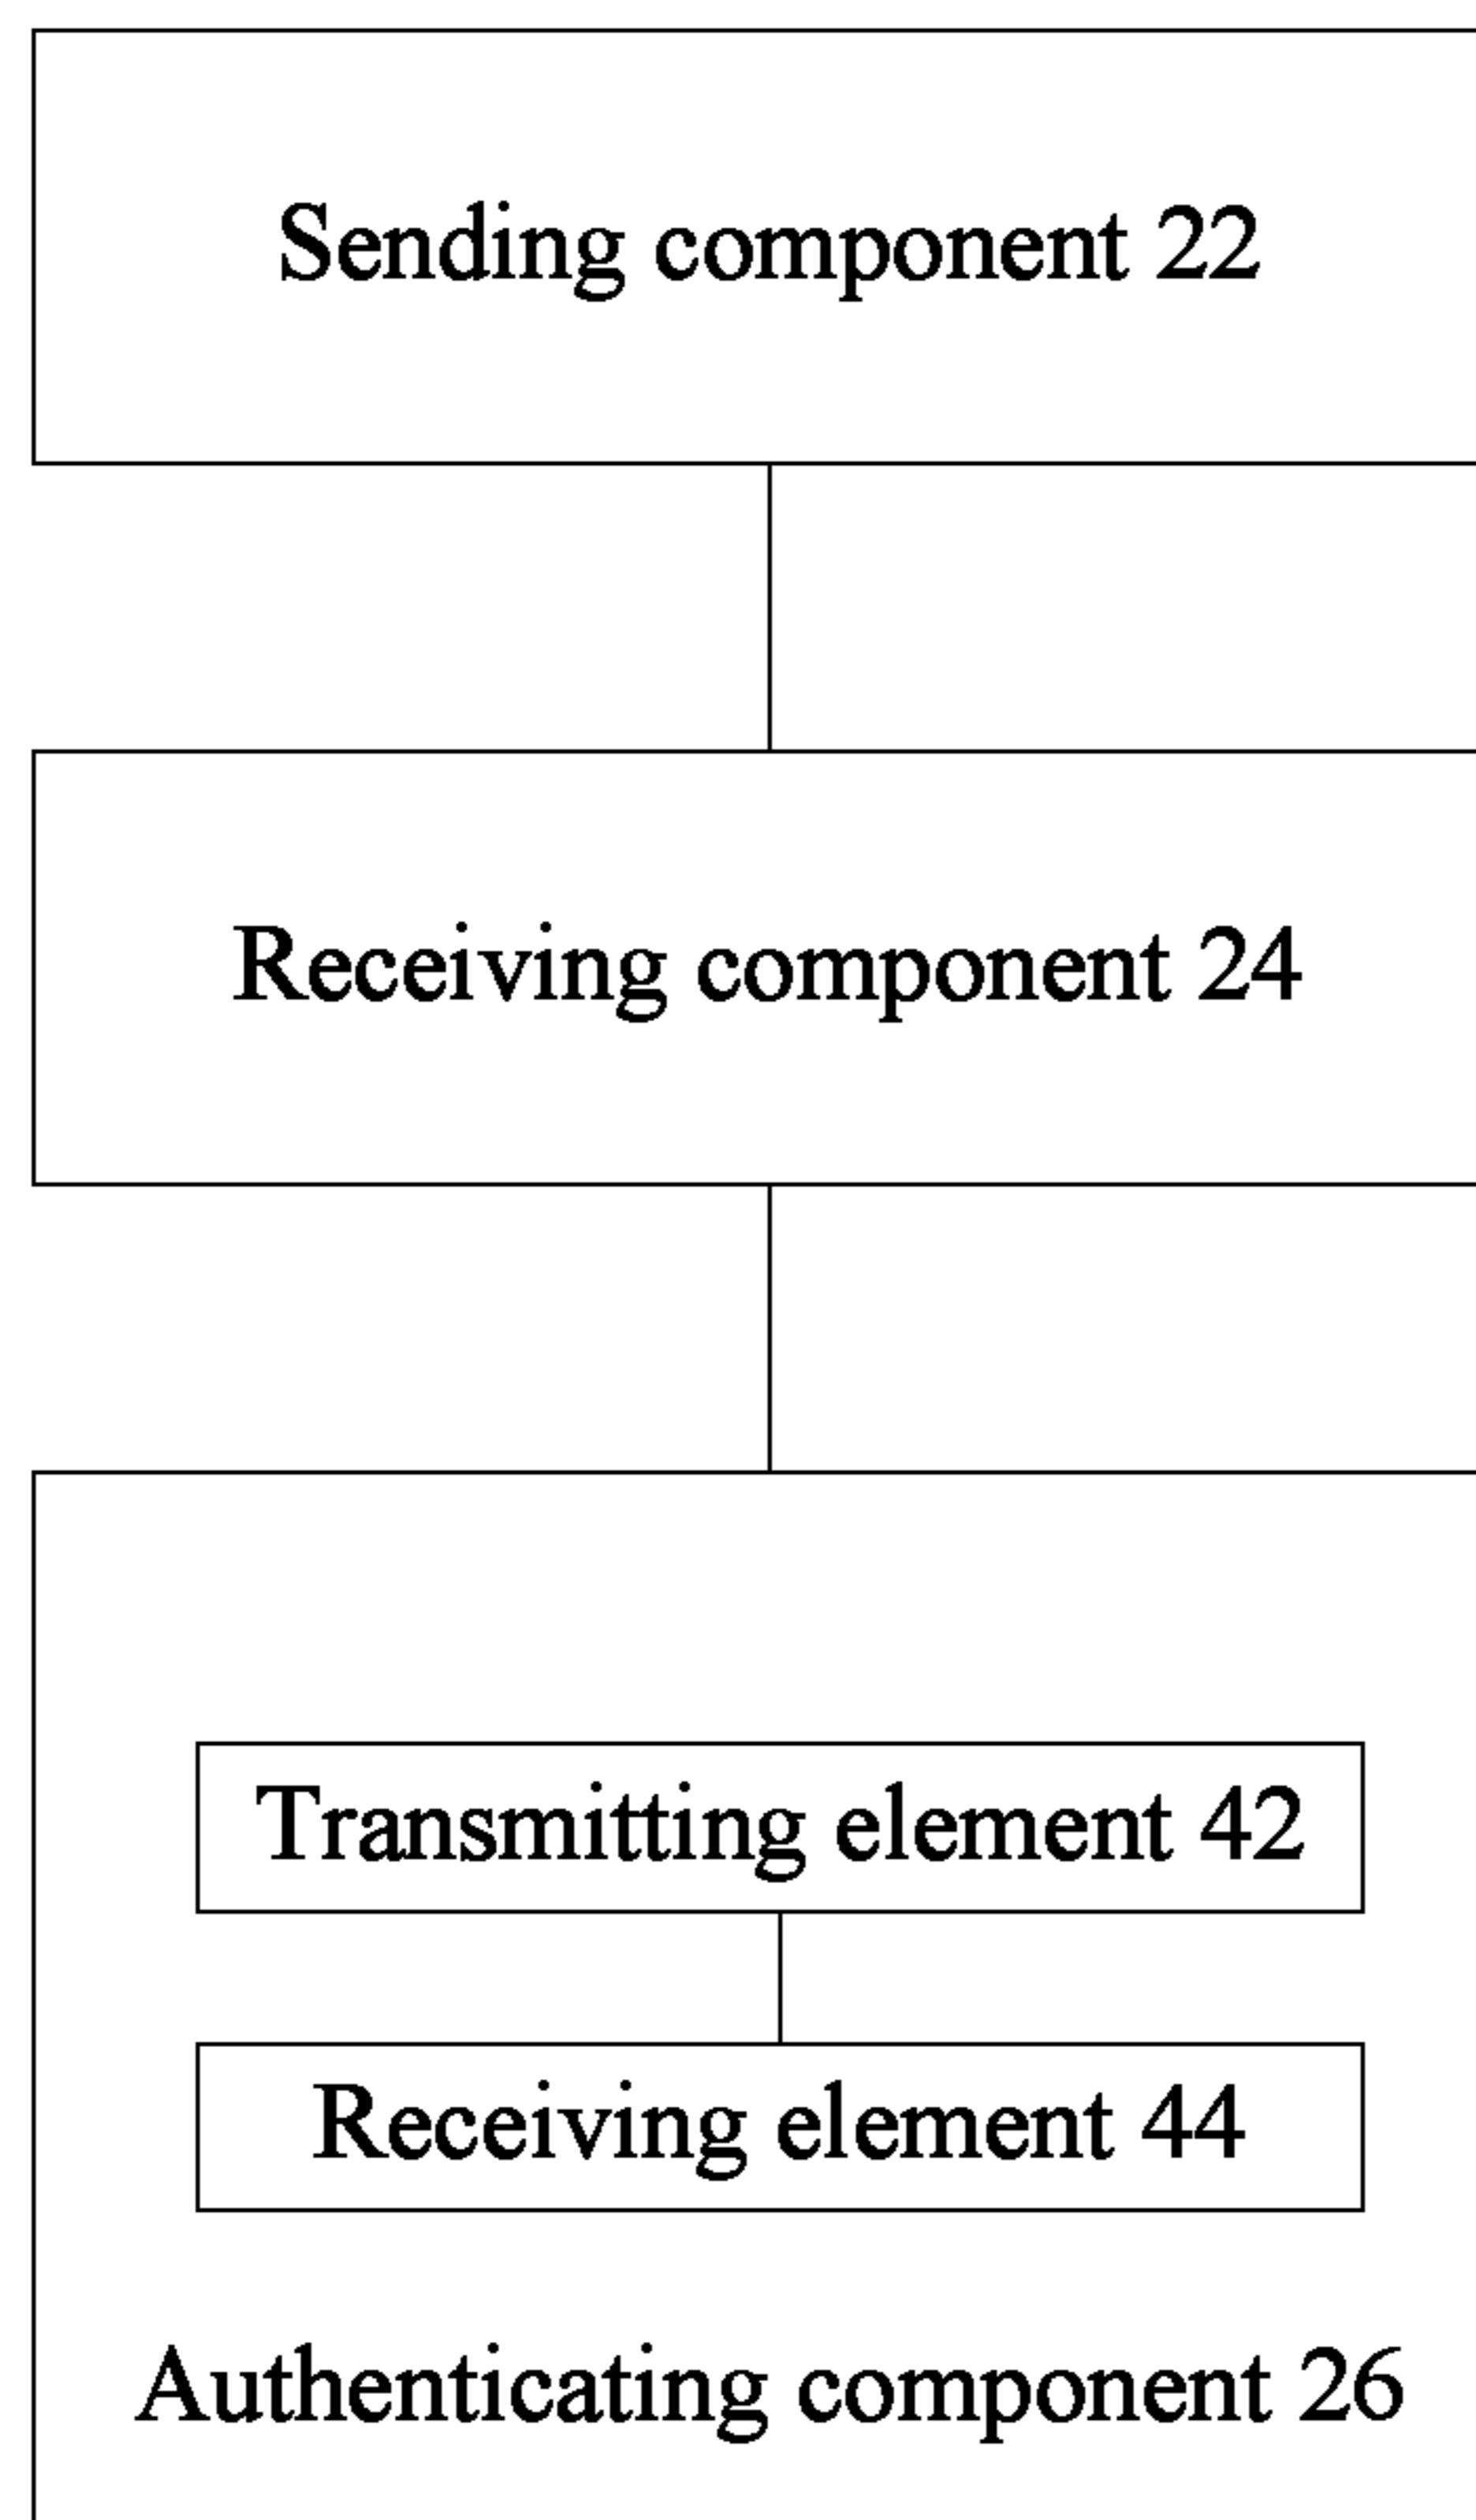 Sending component 22
Receiving component 24
Transmitting element 42
Receiving element 44
Authenticating component 26